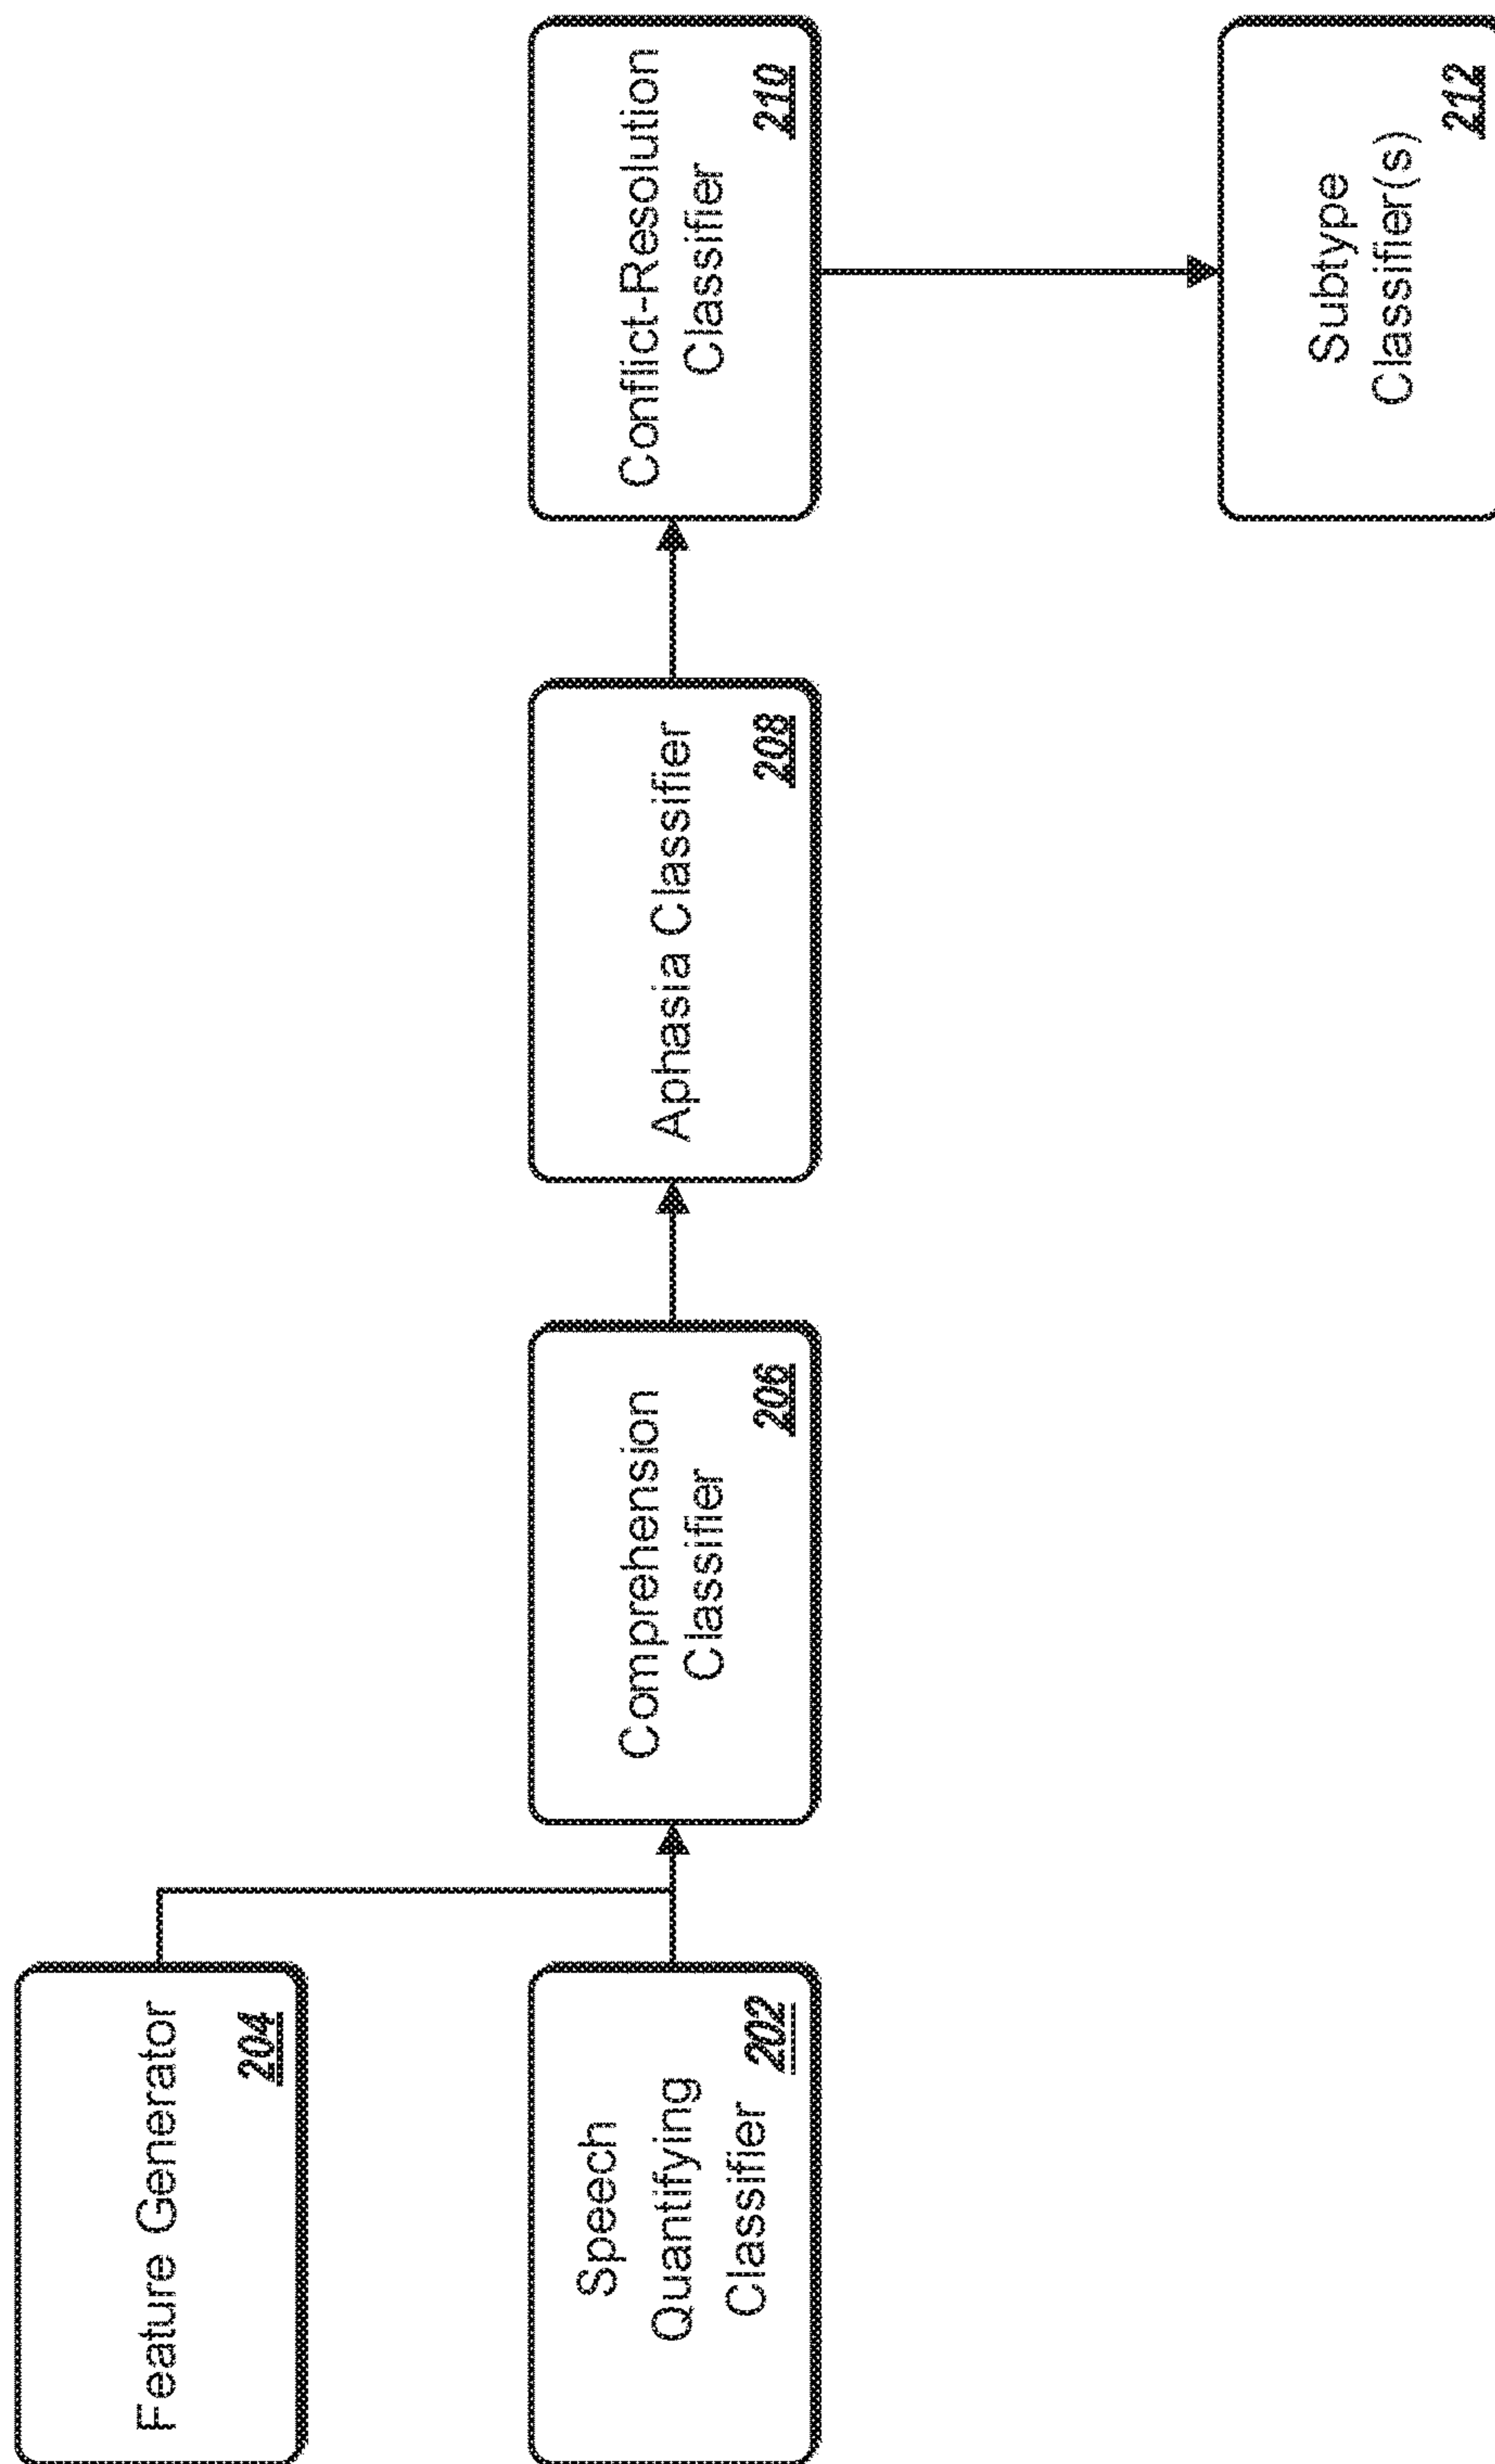 Feature Generator
204
Speech
Quantifying
Classifier
202
Comprehension
Classifier
206
Aphasia Classifier
208
Conflict-Resolution
Classifier
210
Subtype
Classifier(s)
212